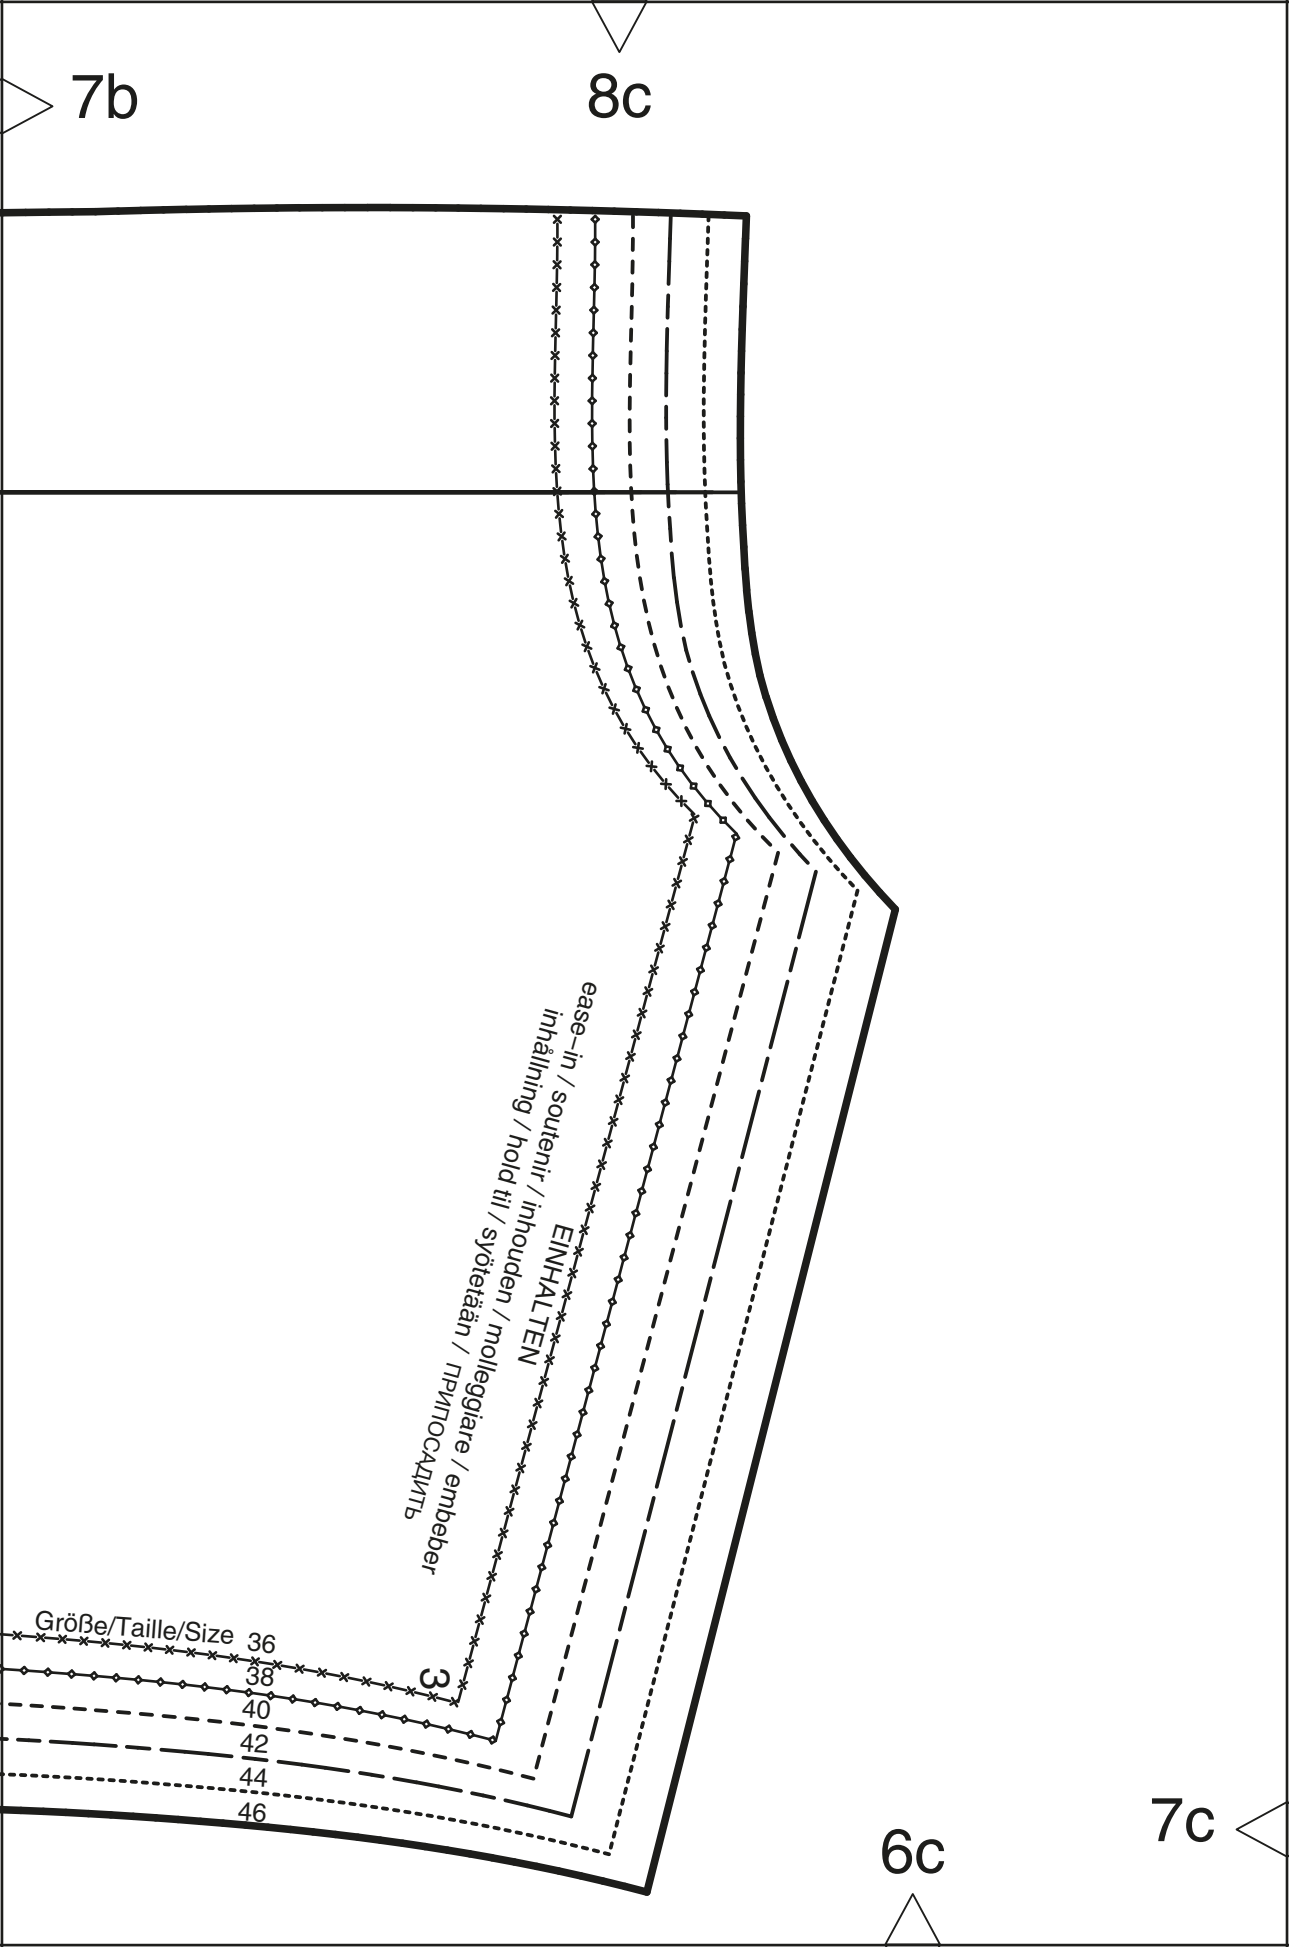 8c
7b
EINHALTEN
ease–in / soutenir / inhouden / molleggiare / embeber
inhållning / hold til / syötetään / ПРИПОСАДИТЬ
Größe/Taille/Size 36
38
40
42
44
46
3
7c
6c